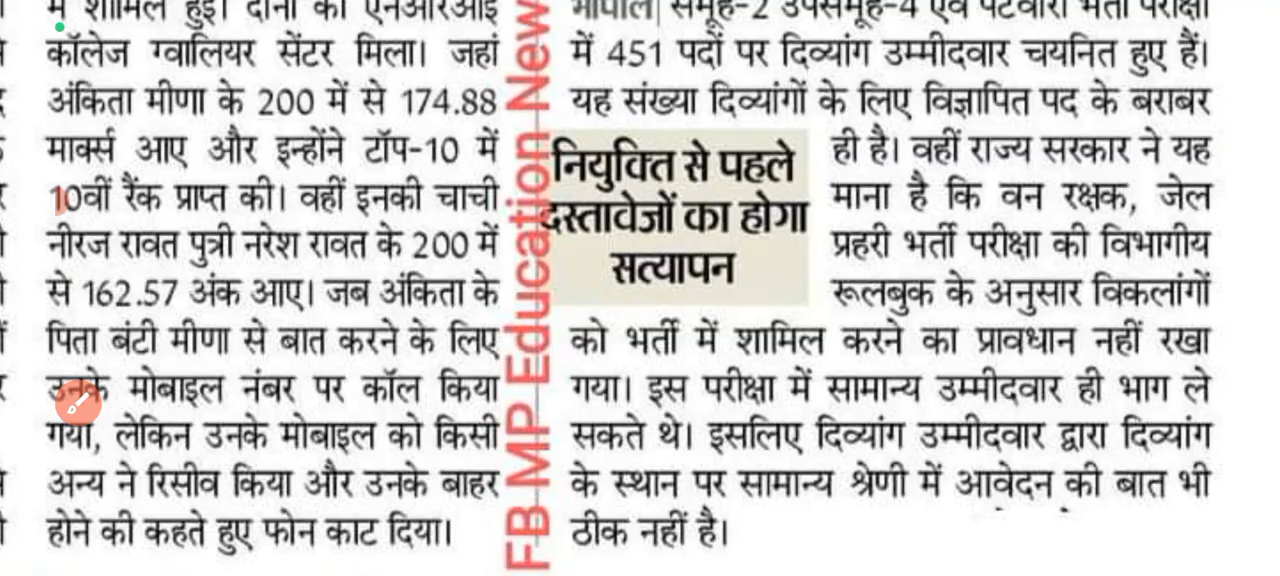 में शामिल हुई। दोनों को एनआरआई
कॉलेज ग्वालियर सेंटर मिला। जहां
अंकिता मीणा के 200 में से 174.88
मार्क्स आए और इन्होंने टॉप-10 में
10वीं रैंक प्राप्त की। वहीं इनकी चाची
नीरज रावत पुत्री नरेश रावत के 200 में
से 162.57 अंक आए। जब अंकिता के
पिता बंटी मीणा से बात करने के लिए
उनके मोबाइल नंबर पर कॉल किया
गया, लेकिन उनके मोबाइल को किसी
अन्य ने रिसीव किया और उनके बाहर
होने की कहते हुए फोन काट दिया।
FB MP Education New
भोपाल| समूह-2 उपसमूह-4 एवं पटवारी भर्ती परीक्षा
में 451 पदों पर दिव्यांग उम्मीदवार चयनित हुए हैं।
यह संख्या दिव्यांगों के लिए विज्ञापित पद के बराबर
नियुक्ति से पहले
दस्तावेजों का होगा
सत्यापन
ही है। वहीं राज्य सरकार ने यह
माना है कि वन रक्षक, जेल
प्रहरी भर्ती परीक्षा की विभागीय
रूलबुक के अनुसार विकलांगों
को भर्ती में शामिल करने का प्रावधान नहीं रखा
गया। इस परीक्षा में सामान्य उम्मीदवार ही भाग ले
सकते थे। इसलिए दिव्यांग उम्मीदवार द्वारा दिव्यांग
के स्थान पर सामान्य श्रेणी में आवेदन की बात भी
ठीक नहीं है।